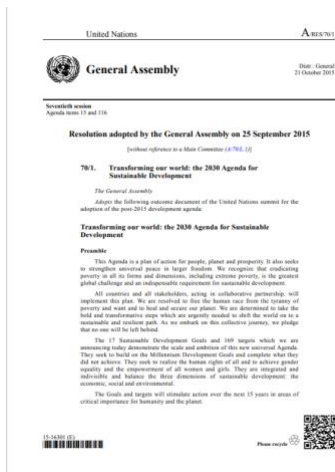 United Nations
A/RES/70/1
General Assembly
Distr.: General
21 October 2015
Seventieth session
Agenda items 15 and 116
Resolution adopted by the General Assembly on 25 September 2015
[without reference to a Main Committee (A/70/L.1)]
70/1. Transforming our world: the 2030 Agenda for
Sustainable Development
The General Assembly
Adopts the following outcome document of the United Nations summit for the
adoption of the post-2015 development agenda:
Transforming our world: the 2030 Agenda for Sustainable
Development
Preamble
This Agenda is a plan of action for people, planet and prosperity. It also seeks
to strengthen universal peace in larger freedom. We recognize that eradicating
poverty in all its forms and dimensions, including extreme poverty, is the greatest
global challenge and an indispensable requirement for sustainable development.
All countries and all stakeholders, acting in collaborative partnership, will
implement this plan. We are resolved to free the human race from the tyranny of
poverty and want and to heal and secure our planet. We are determined to take the
bold and transformative steps which are urgently needed to shift the world on to a
sustainable and resilient path. As we embark on this collective journey, we pledge
that no one will be left behind.
The 17 Sustainable Development Goals and 169 targets which we are
announcing today demonstrate the scale and ambition of this new universal Agenda.
They seek to build on the Millennium Development Goals and complete what they
did not achieve. They seek to realize the human rights of all and to achieve gender
equality and the empowerment of all women and girls. They are integrated and
indivisible and balance the three dimensions of sustainable development: the
economic, social and environmental.
The Goals and targets will stimulate action over the next 15 years in areas of
critical importance for humanity and the planet.
15-16301 (E)
Please recycle